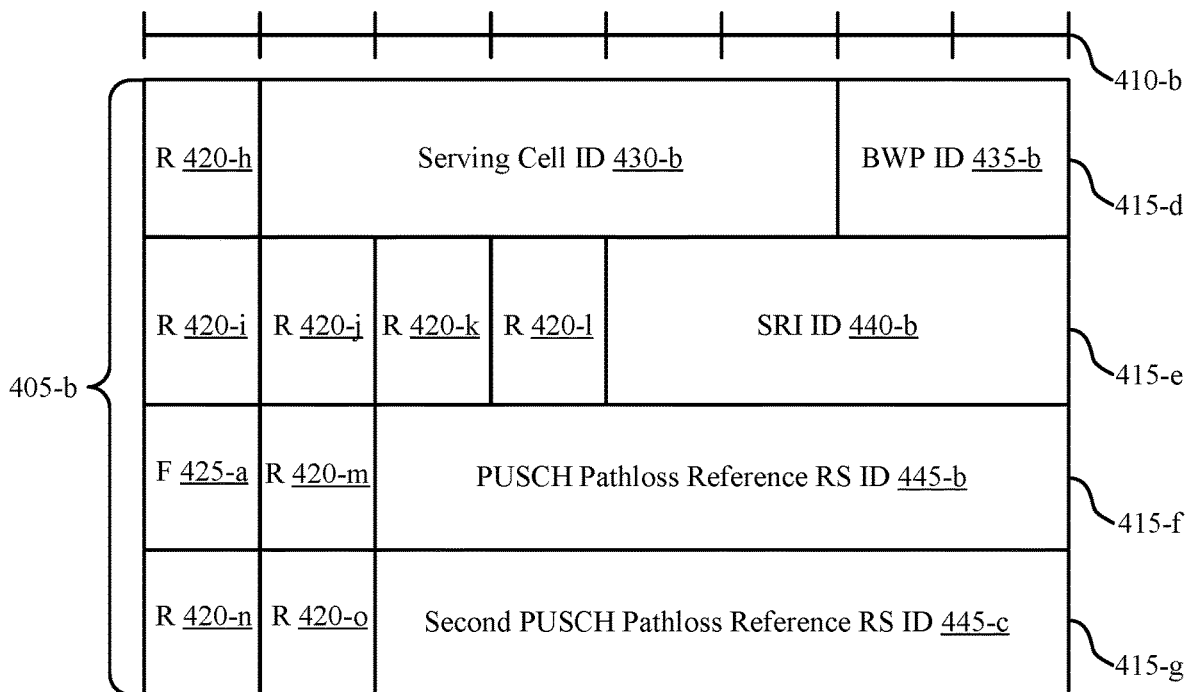 410-b
R 420-h Serving Cell ID 430-b BWP ID 435-b
415-d
R 420-i R 420-j R 420-k R 420-l SRI ID 440-b
415-e
405-b
F 425-a R 420-m PUSCH Pathloss Reference RS ID 445-b
415-f
R 420-n R 420-o Second PUSCH Pathloss Reference RS ID 445-c
415-g